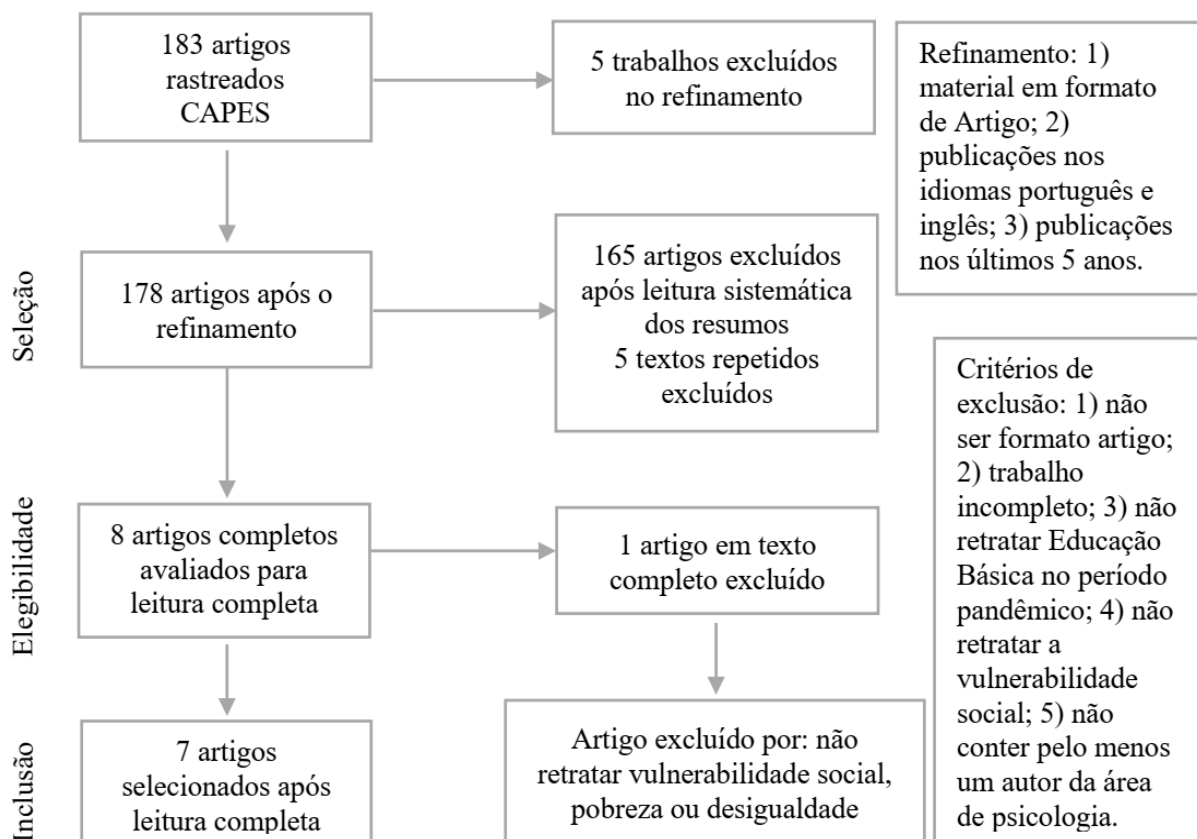 183 artigos
rastreados
CAPES
5 trabalhos excluídos
no refinamento
Refinamento: 1)
material em formato
de Artigo; 2)
publicações nos
idiomas português e
inglês; 3) publicações
nos últimos 5 anos.
Seleção
178 artigos após o
refinamento
165 artigos excluídos
após leitura sistemática
dos resumos
5 textos repetidos
excluídos
Critérios de
exclusão: 1) não
ser formato artigo;
2) trabalho
incompleto; 3) não
retratar Educação
Básica no período
pandêmico; 4) não
retratar a
vulnerabilidade
social; 5) não
conter pelo menos
um autor da área
de psicologia.
Elegibilidade
8 artigos completos
avaliados para
leitura completa
1 artigo em texto
completo excluído
Inclusão
7 artigos
selecionados após
leitura completa
Artigo excluído por: não
retratar vulnerabilidade social,
pobreza ou desigualdade